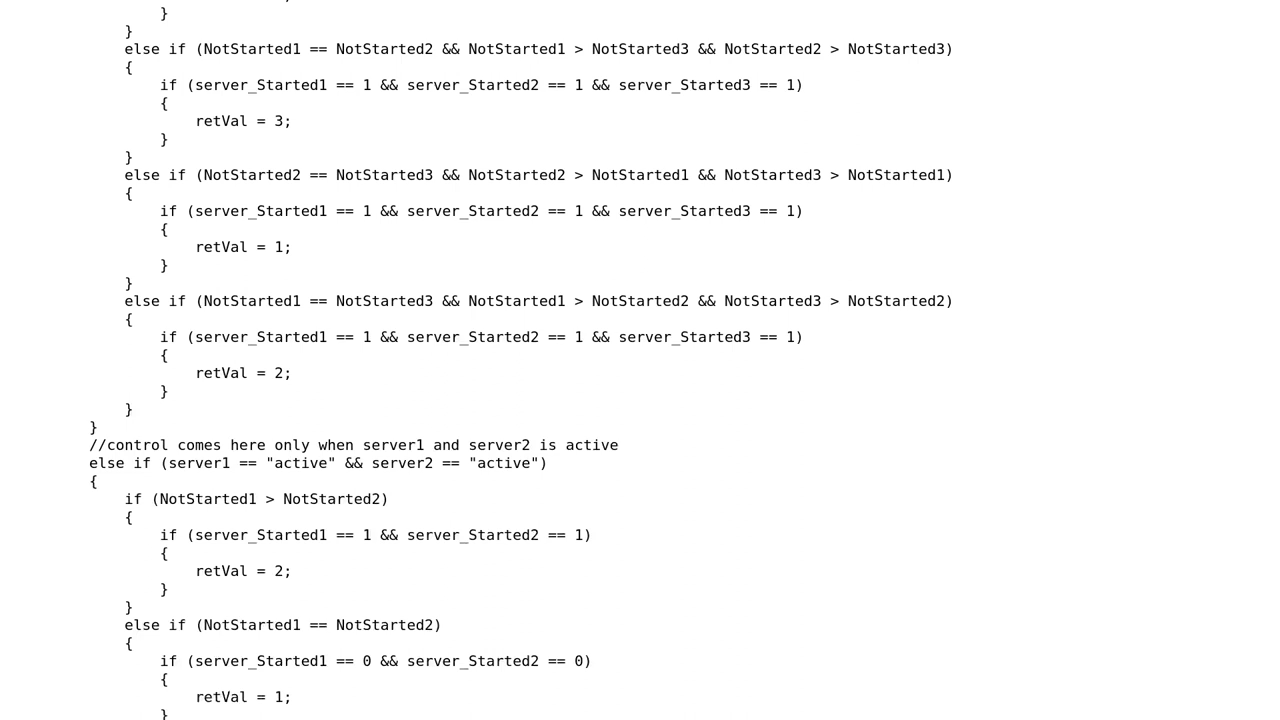 }
}
else if (NotStarted1 == NotStarted2 && NotStarted1 > NotStarted3 && NotStarted2 > NotStarted3)
{
if (server_Started1 == 1 && server_Started2 == 1 && server_Started3 == 1)
{
retVal = 3;
}
}
else if (NotStarted2 == NotStarted3 && NotStarted2 > NotStarted1 && NotStarted3 > NotStarted1)
{
if (server_Started1 == 1 && server_Started2 == 1 && server_Started3 == 1)
{
retVal = 1;
}
}
else if (NotStarted1 == NotStarted3 && NotStarted1 > NotStarted2 && NotStarted3 > NotStarted2)
{
if (server_Started1 == 1 && server_Started2 == 1 && server_Started3 == 1)
{
retVal = 2;
}
}
}
//control comes here only when server1 and server2 is active
else if (server1 == "active" && server2 == "active")
{
if (NotStarted1 > NotStarted2)
{
if (server_Started1 == 1 && server_Started2 == 1)
{
retVal = 2;
}
}
else if (NotStarted1 == NotStarted2)
{
if (server_Started1 == 0 && server_Started2 == 0)
{
retVal = 1;
}